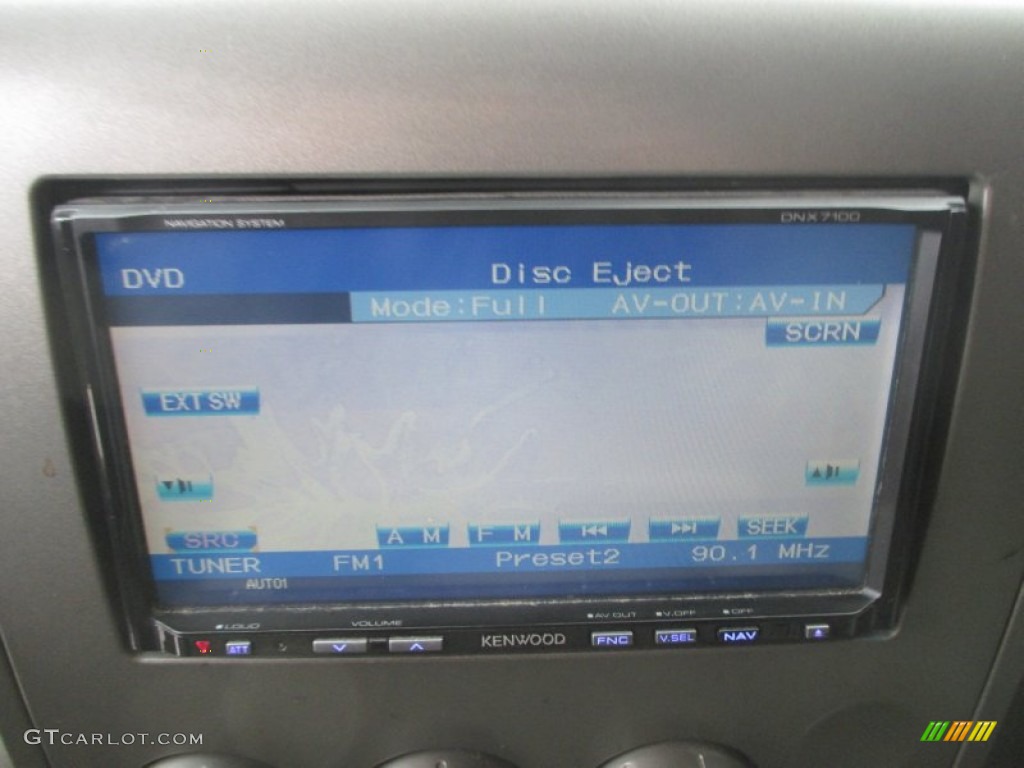 NAVIGATION SYSTEM DNX7100
DVD Disc Eject
Mode:Full AV-OUT:AV-IN
SCRN
EXT SW
SRC A M F M SEEK
TUNER FM1 Preset2 90.1 MHz
AUTO1
LOUD VOLUME AV OUT V.OFF OFF
ATT KENWOOD FNC V.SEL NAV
GTCARLOT.COM